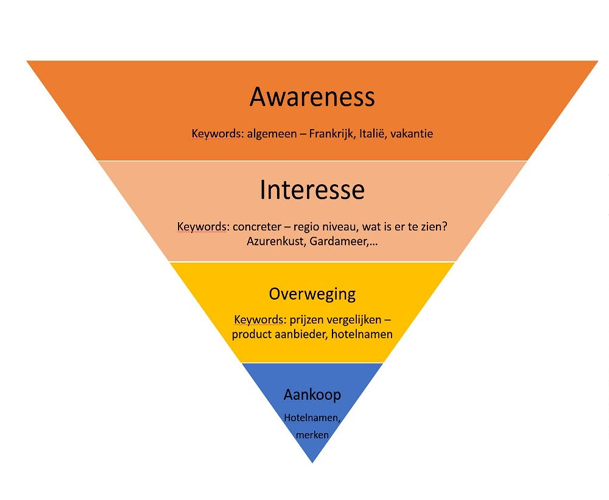 Awareness
Keywords: algemeen – Frankrijk, Italië, vakantie
Interesse
Keywords: concreter – regio niveau, wat is er te zien?
Azurenkust, Gardameer,...
Overweging
Keywords: prijzen vergelijken –
product aanbieder, hotelnamen
Aankoop
Hotelnamen,
merken